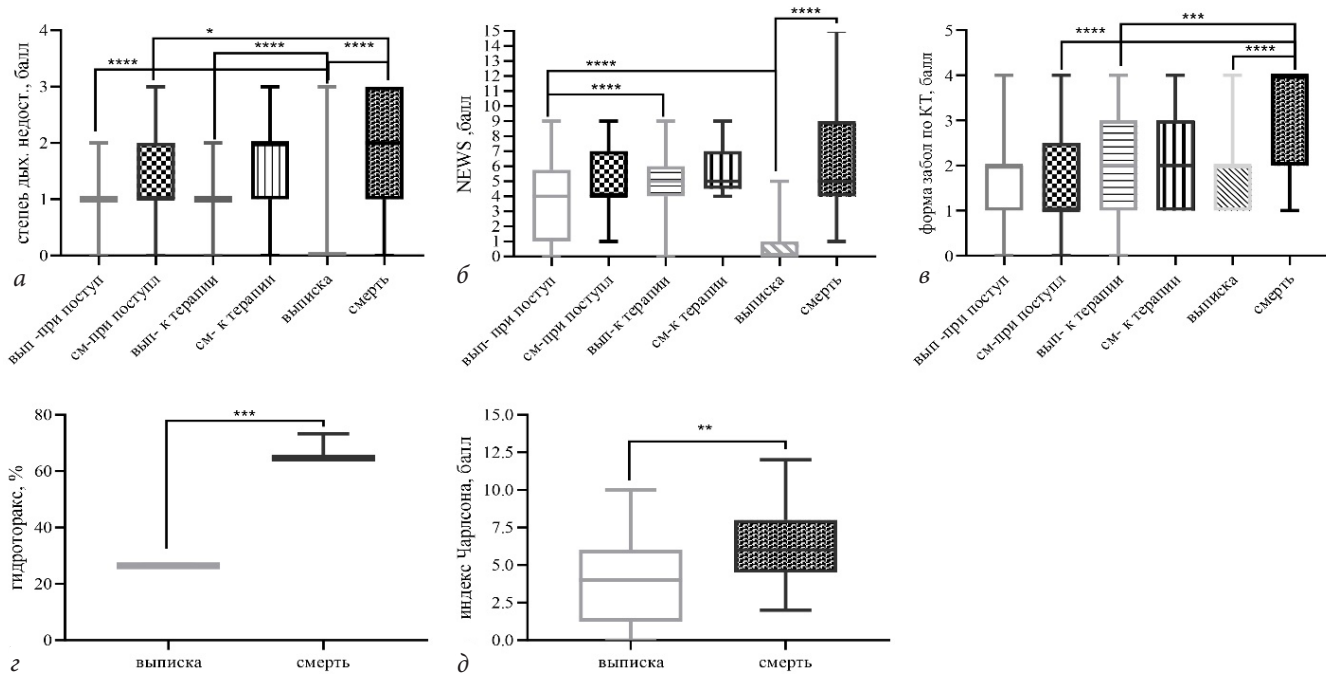 степеь дых. недост., балл
4
3
2
1
0
*
****
****
****
вып -при поступ
см-при поступл
вып- к терапии
см- к терапии
выписка
смерть
а
NEWS ,балл
15
14
13
12
11
10
9
8
7
6
5
4
3
2
1
0
****
****
****
вып- при поступ
см-при поступл
вып-к терапии
см-к терапии
выписка
смерть
б
форма забол по КТ, балл
5
4
3
2
1
0
***
****
****
вып -при поступ
см-при поступл
вып- к терапии
см- к терапии
выписка
смерть
в
гидроторакс, %
80
60
40
20
0
***
выписка
смерть
г
индекс Чарлсона, балл
15.0
12.5
10.0
7.5
5.0
2.5
0.0
**
выписка
смерть
д